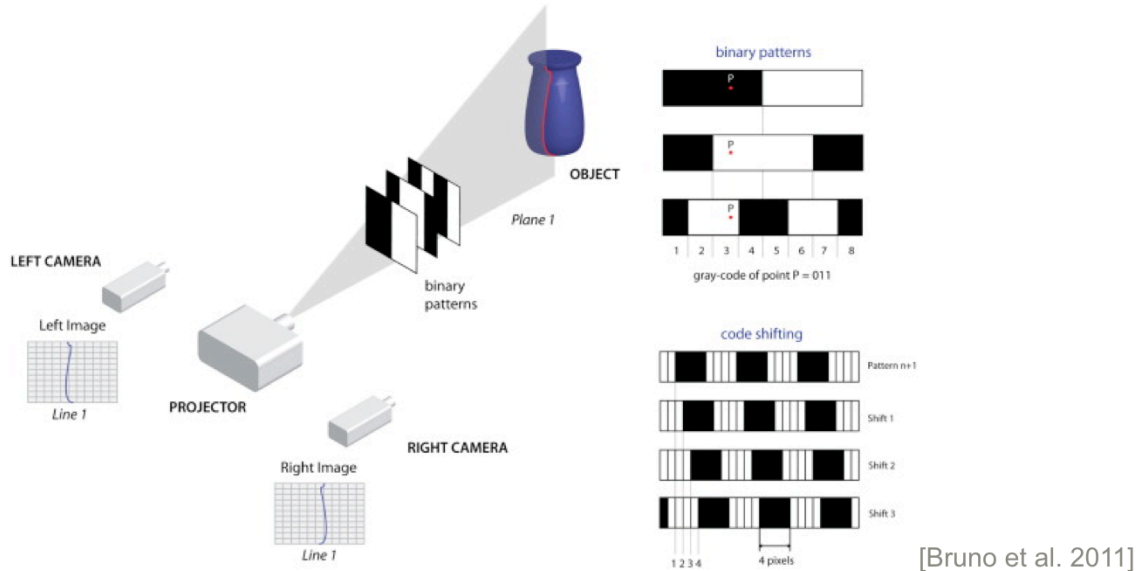 binary patterns
P
P
P
1 2 3 4 5 6 7 8
gray-code of point P = 011
OBJECT
Plane 1
binary
patterns
LEFT CAMERA
Left Image
Line 1
PROJECTOR
RIGHT CAMERA
Right Image
Line 1
code shifting
Pattern n+1
Shift 1
Shift 2
Shift 3
1 2 3 4
4 pixels
[Bruno et al. 2011]